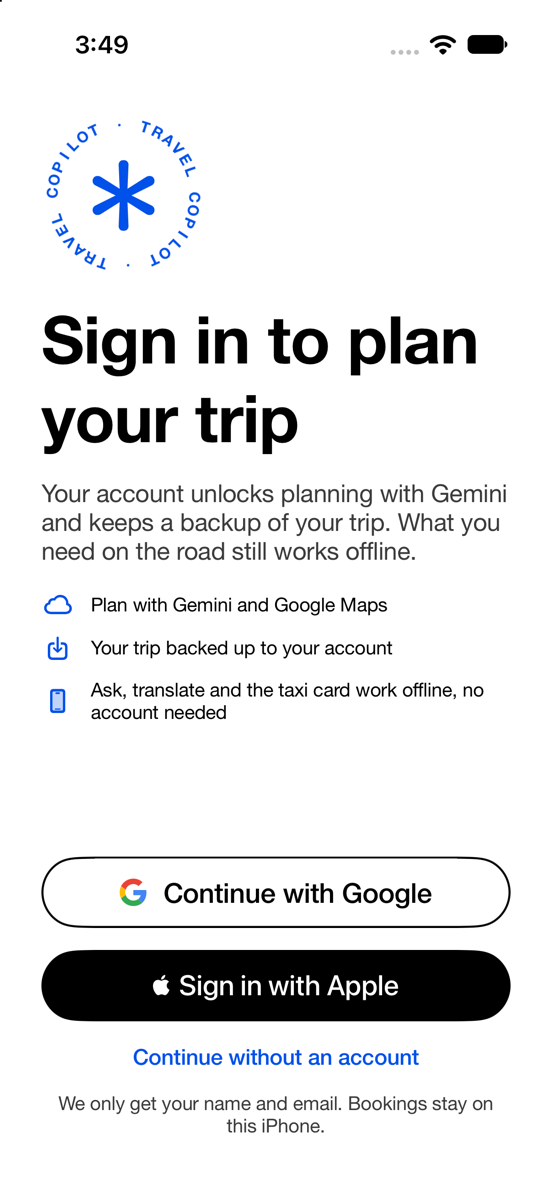 3:49
TRAVEL COPILOT · TRAVEL COPILOT ·
Sign in to plan
your trip
Your account unlocks planning with Gemini
and keeps a backup of your trip. What you
need on the road still works offline.
Plan with Gemini and Google Maps
Your trip backed up to your account
Ask, translate and the taxi card work offline, no
account needed
Continue with Google
Sign in with Apple
Continue without an account
We only get your name and email. Bookings stay on
this iPhone.